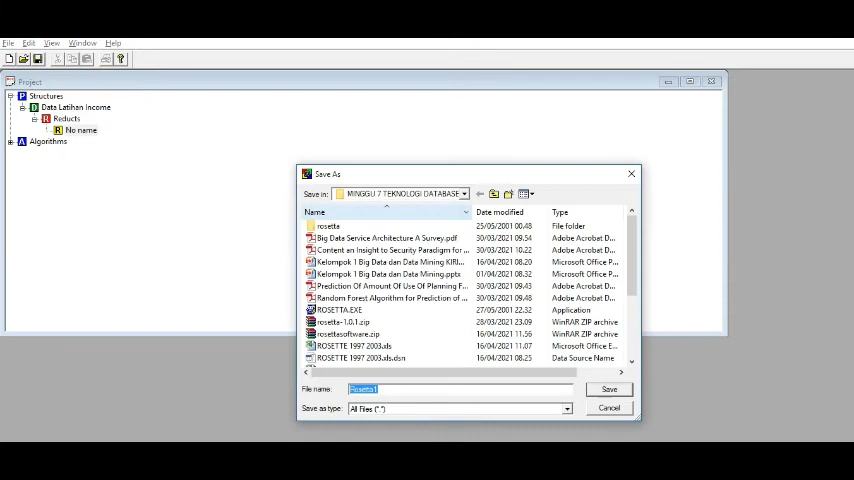 File Edit View Window Help
Project
Structures
Data Latihan Income
Reducts
No name
Algorithms
Save As
Save in: MINGGU 7 TEKNOLOGI DATABASE
Name Date modified Type
rosetta 25/05/2001 00.48 File folder
Big Data Service Architecture A Survey.pdf 30/03/2021 09.54 Adobe Acrobat D...
Content an Insight to Security Paradigm for ... 30/03/2021 10.22 Adobe Acrobat D...
Kelompok 1 Big Data dan Data Mining KIRI... 16/04/2021 08.20 Microsoft Office P...
Kelompok 1 Big Data dan Data Mining.pptx 01/04/2021 08.32 Microsoft Office P...
Prediction Of Amount Of Use Of Planning F... 30/03/2021 09.43 Adobe Acrobat D...
Random Forest Algorithm for Prediction of ... 30/03/2021 09.48 Adobe Acrobat D...
ROSETTA.EXE 27/05/2001 22.32 Application
rosetta-1.0.1.zip 28/03/2021 23.09 WinRAR ZIP archive
rosettasoftware.zip 16/04/2021 11.56 WinRAR ZIP archive
ROSETTE 1997 2003.xls 16/04/2021 11.07 Microsoft Office E...
ROSETTE 1997 2003.xls.dsn 16/04/2021 08.25 Data Source Name
File name: Rosetta1 Save
Save as type: All Files (*.*) Cancel